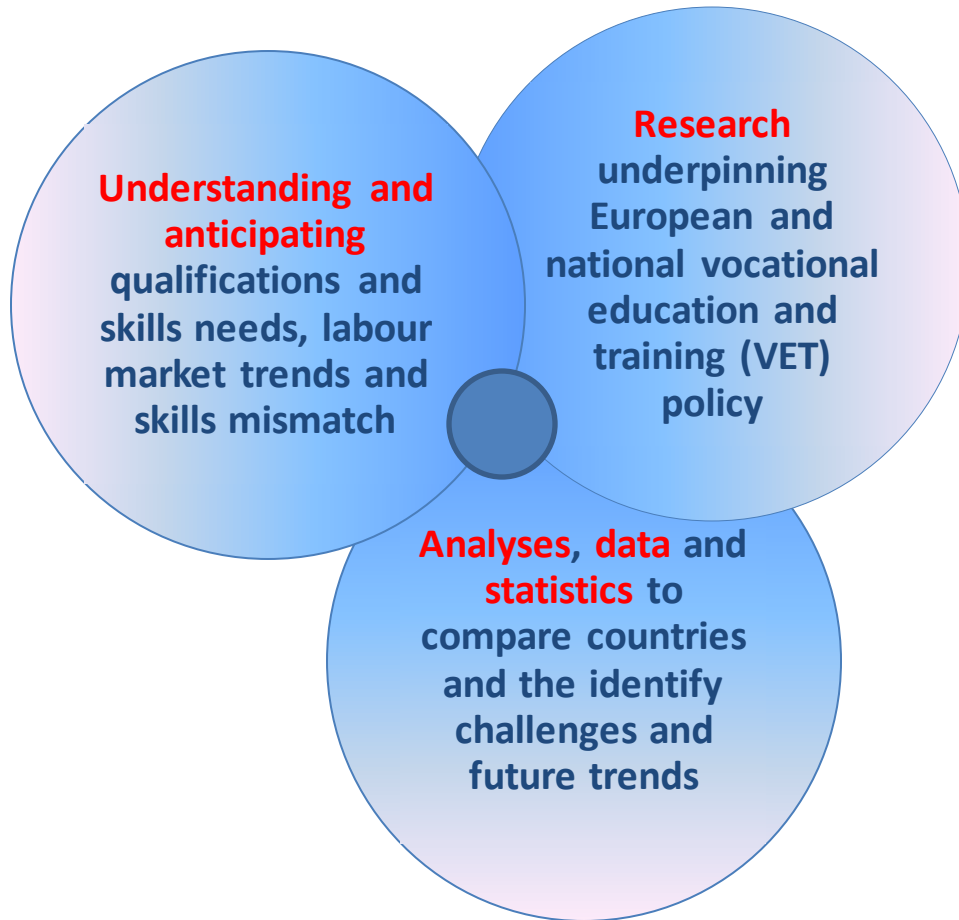 Understanding and
anticipating
qualifications and
skills needs, labour
market trends and
skills mismatch
Research
underpinning
European and
national vocational
education and
training (VET)
policy
Analyses, data and
statistics to
compare countries
and the identify
challenges and
future trends